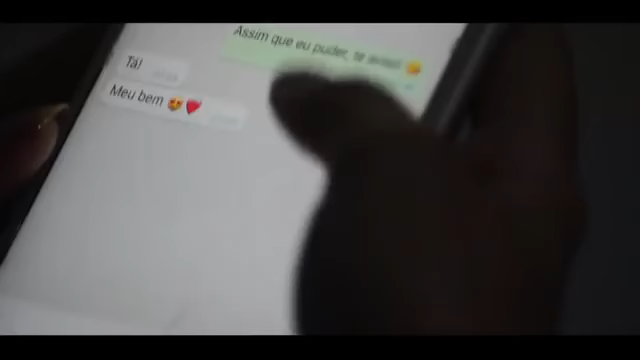 Assim que eu puder, te aviso 😘
Tá!
Meu bem 😍❤️